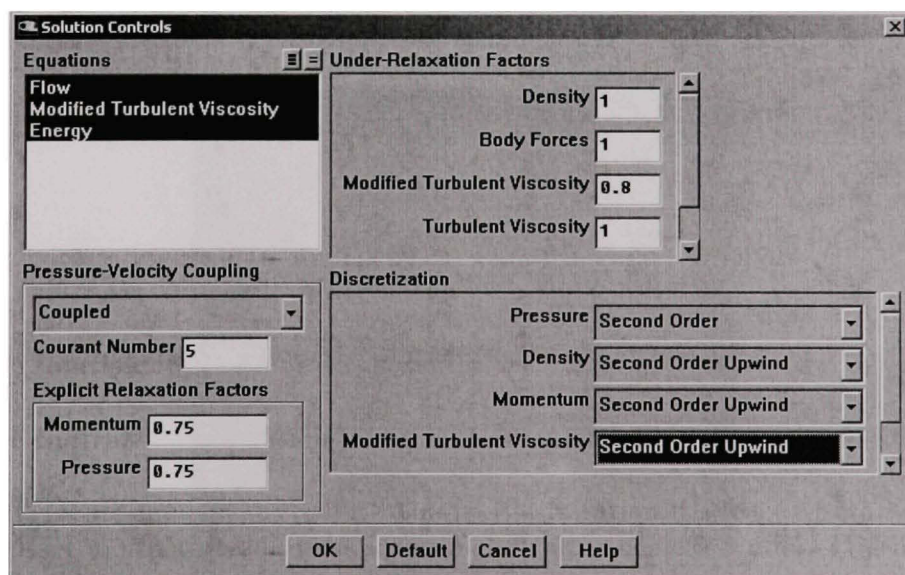 Solution Controls
Equations
Flow
Modified Turbulent Viscosity
Energy
Under-Relaxation Factors
Density 1
Body Forces 1
Modified Turbulent Viscosity 0.8
Turbulent Viscosity 1
Pressure-Velocity Coupling
Coupled
Courant Number 5
Explicit Relaxation Factors
Momentum 0.75
Pressure 0.75
Discretization
Pressure Second Order
Density Second Order Upwind
Momentum Second Order Upwind
Modified Turbulent Viscosity Second Order Upwind
OK Default Cancel Help